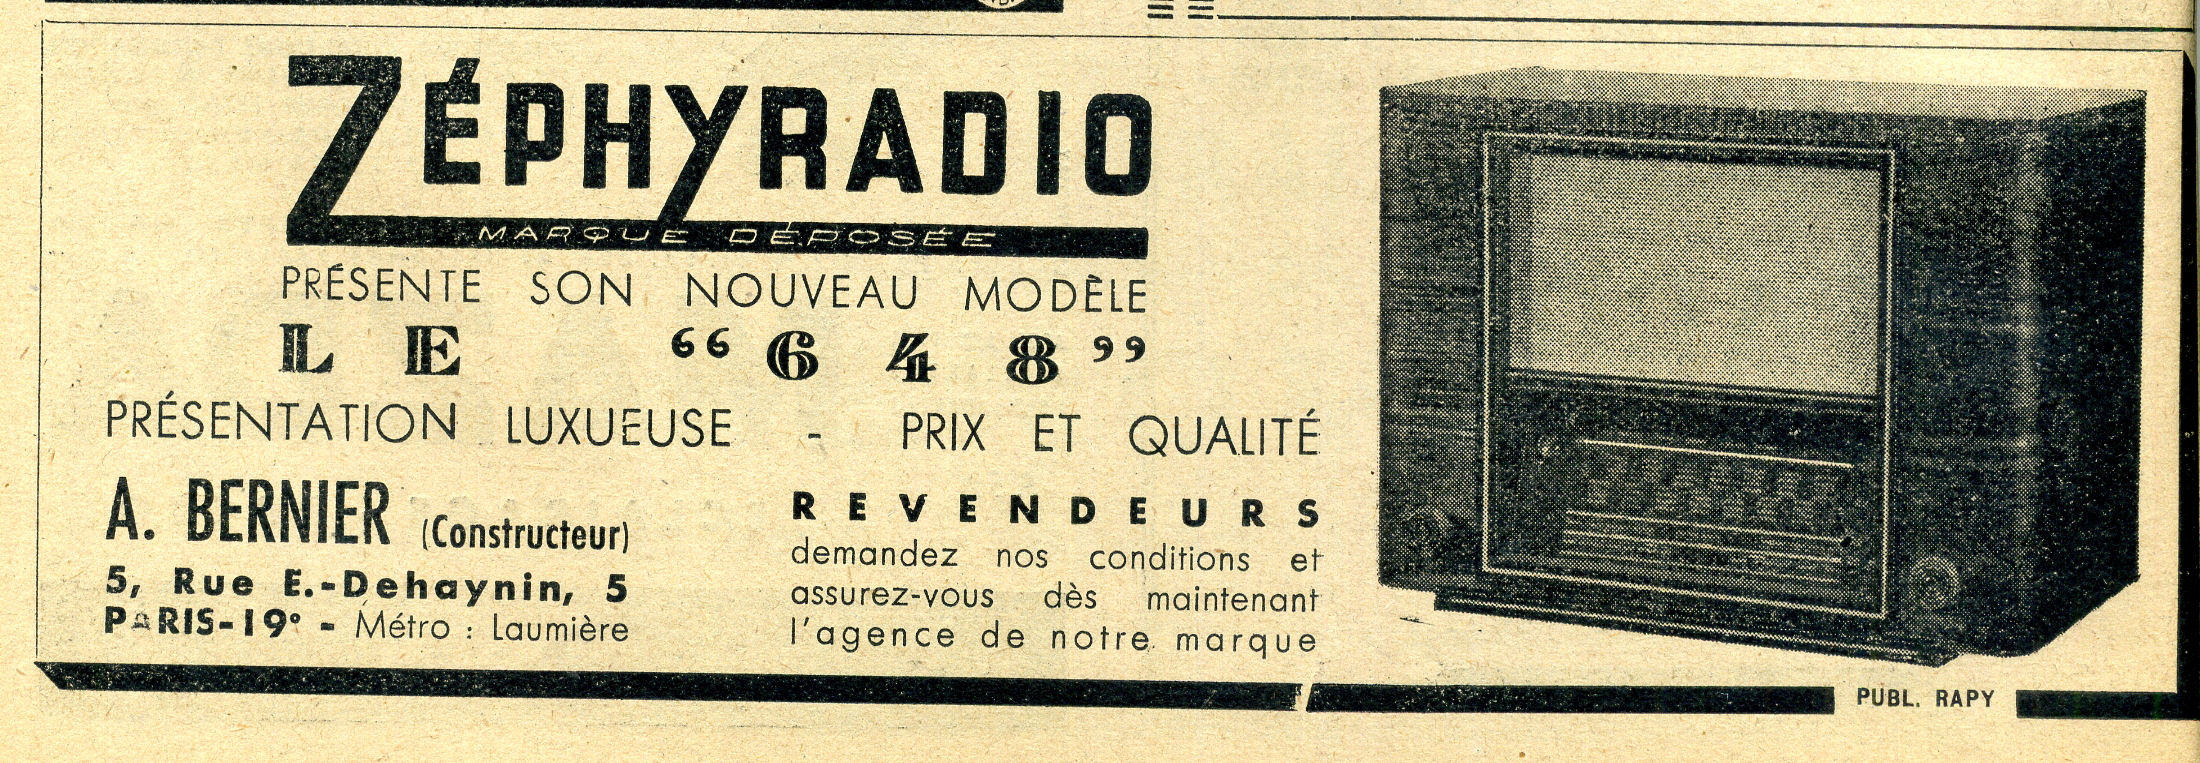 ZÉPHYRADIO
MARQUE DÉPOSÉE
PRÉSENTE SON NOUVEAU MODÈLE
LE “648”
PRÉSENTATION LUXUEUSE - PRIX ET QUALITÉ
A. BERNIER (Constructeur)
5, Rue E.-Dehaynin, 5
PARIS-19° - Métro : Laumière
REVENDEURS
demandez nos conditions et
assurez-vous dès maintenant
l'agence de notre marque
PUBL. RAPY